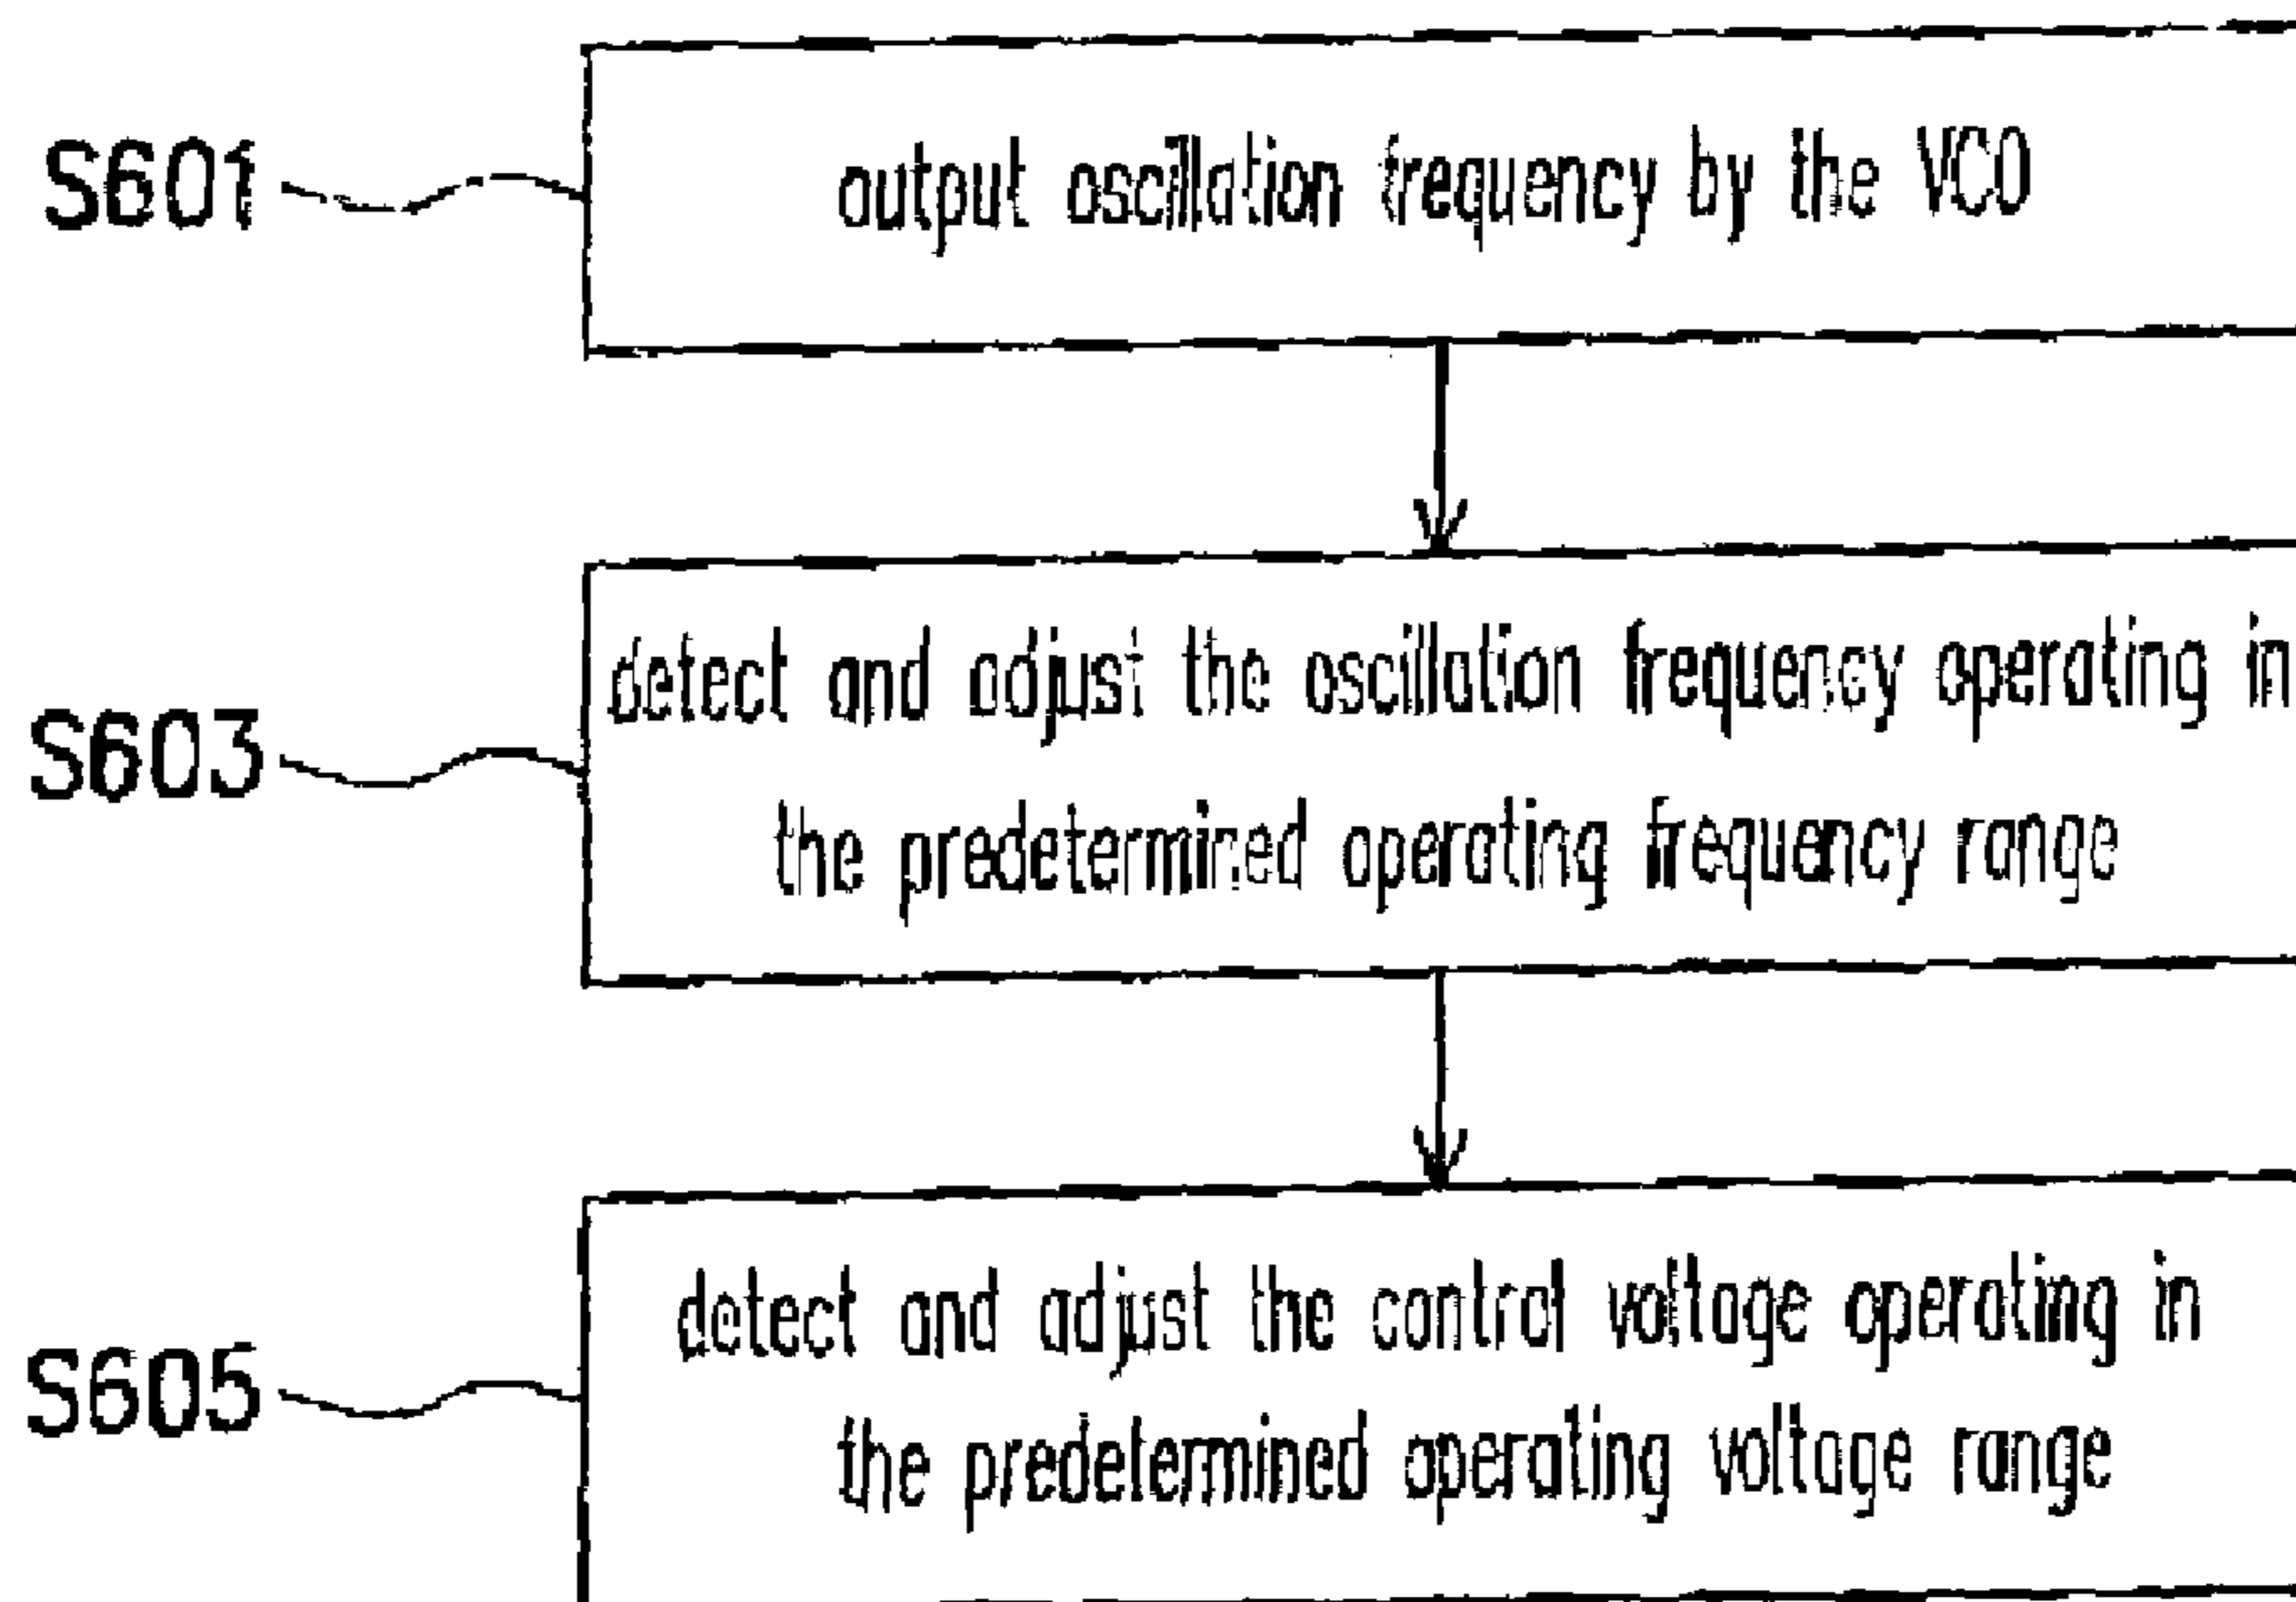 S601
output oscillation frequency by the VCO
S603
detect and adjust the oscillation frequency operating in
the predetermined operating frequency range
S605
detect and adjust the control voltage operating in
the predetermined operating voltage range